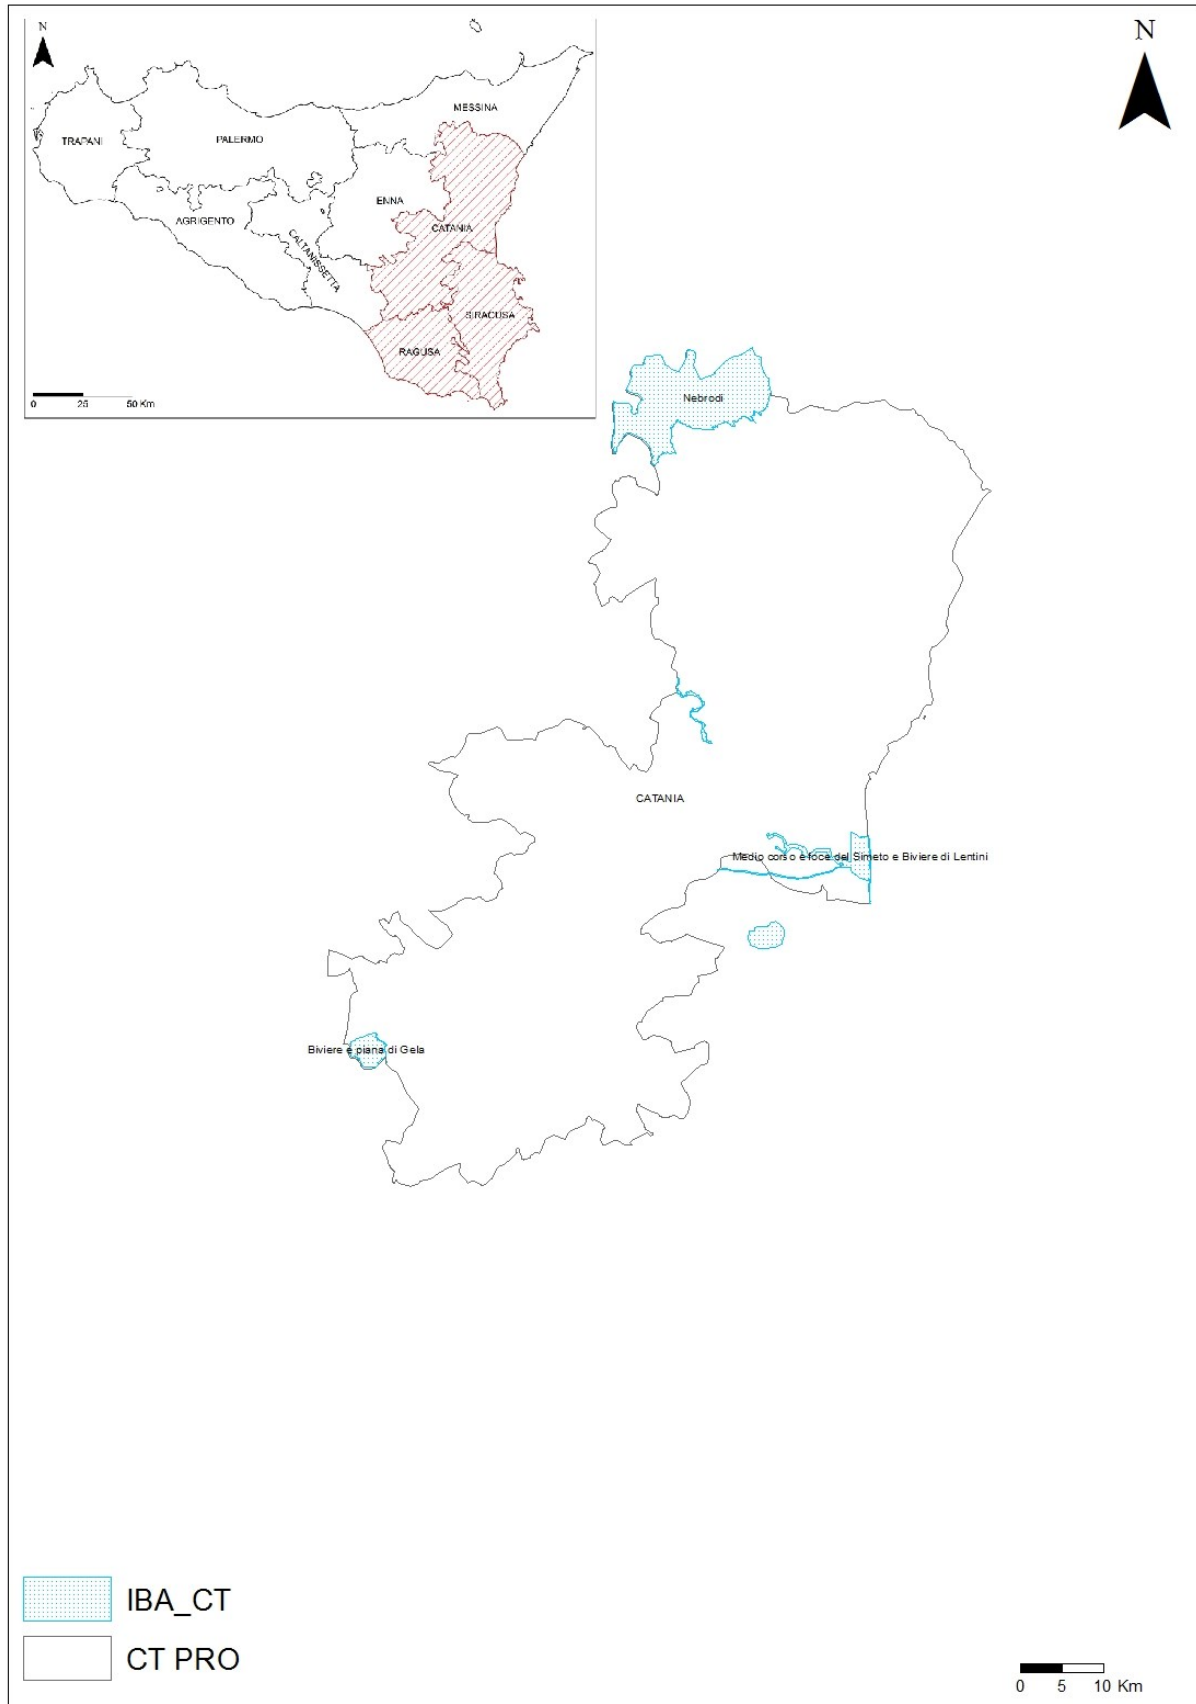 N
MESSINA
TRAPANI
PALERMO
ENNA
AGRIGENTO
CALTANISSETTA
CATANIA
SIRACUSA
RAGUSA
0 25 50 Km
N
Nebrodi
CATANIA
Medio corso e foce del Simeto e Biviere di Lentini
Biviere e piana di Gela
IBA_CT
CT PRO
0 5 10 Km